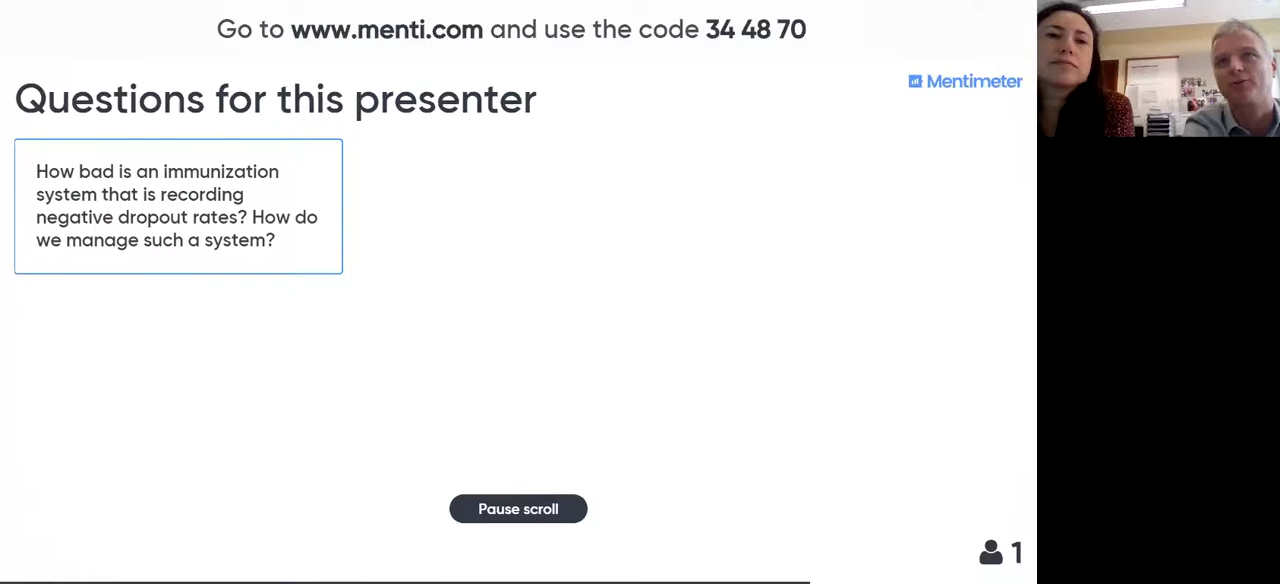 Go to www.menti.com and use the code 34 48 70
Mentimeter
Questions for this presenter
How bad is an immunization
system that is recording
negative dropout rates? How do
we manage such a system?
Pause scroll
1